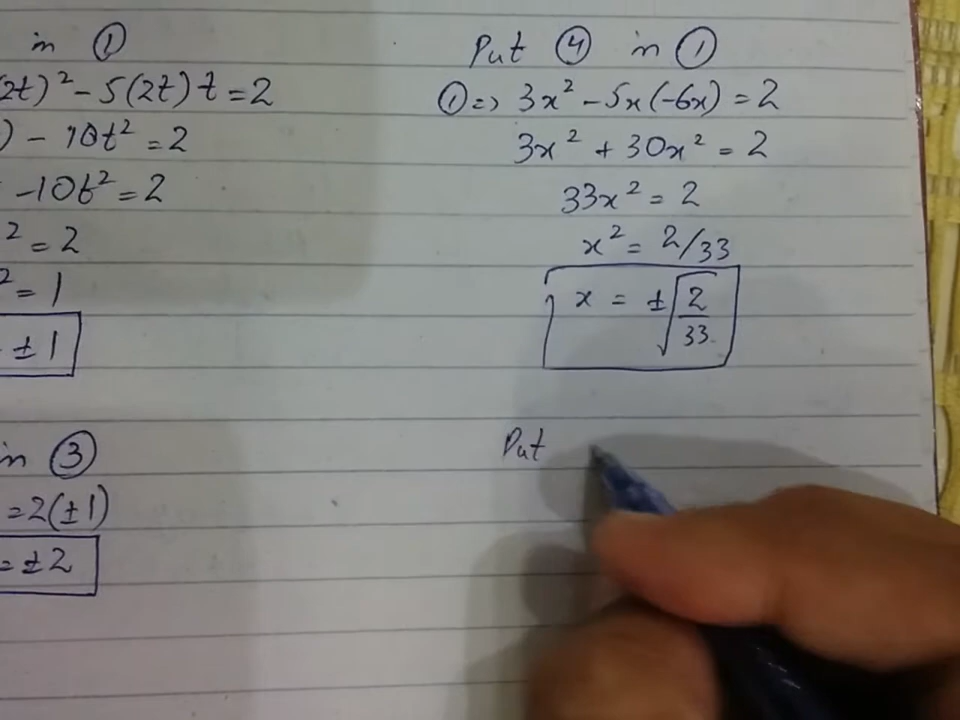 in ①
2t)² - 5(2t)t = 2
) - 10t² = 2
- 10t² = 2
² = 2
² = 1
± 1
in ③
= 2(±1)
= ±2
Put ④ in ①
① => 3x² - 5x(-6x) = 2
3x² + 30x² = 2
33x² = 2
x² = 2/33
x = ±√2/33
Put